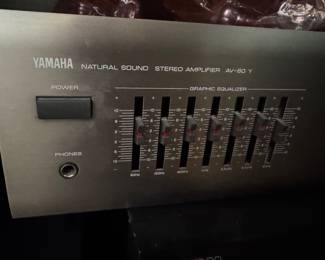 YAMAHA NATURAL SOUND STEREO AMPLIFIER AV-60 Y
POWER
GRAPHIC EQUALIZER
PHONES